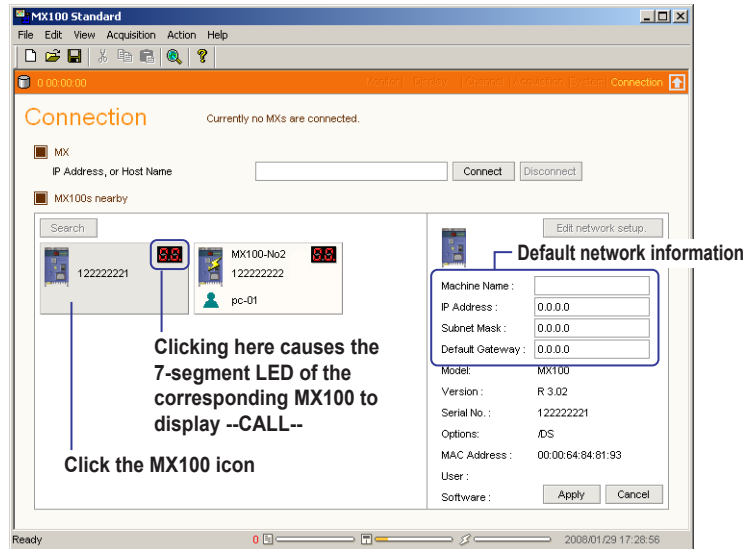 MX100 Standard
File Edit View Acquisition Action Help
0 00:00:00
Monitor Display Channel Acquisition System Connection
Connection
Currently no MXs are connected.
MX
IP Address, or Host Name
Connect Disconnect
MX100s nearby
Search
122222221
8.8.
MX100-No2
8.8.
122222222
pc-01
Clicking here causes the
7-segment LED of the
corresponding MX100 to
display --CALL--
Click the MX100 icon
Edit network setup.
Default network information
Machine Name :
IP Address : 0.0.0.0
Subnet Mask : 0.0.0.0
Default Gateway : 0.0.0.0
Model: MX100
Version : R 3.02
Serial No. : 122222221
Options: /DS
MAC Address : 00:00:64:84:81:93
User :
Software :
Apply Cancel
Ready
0
2008/01/29 17:28:56